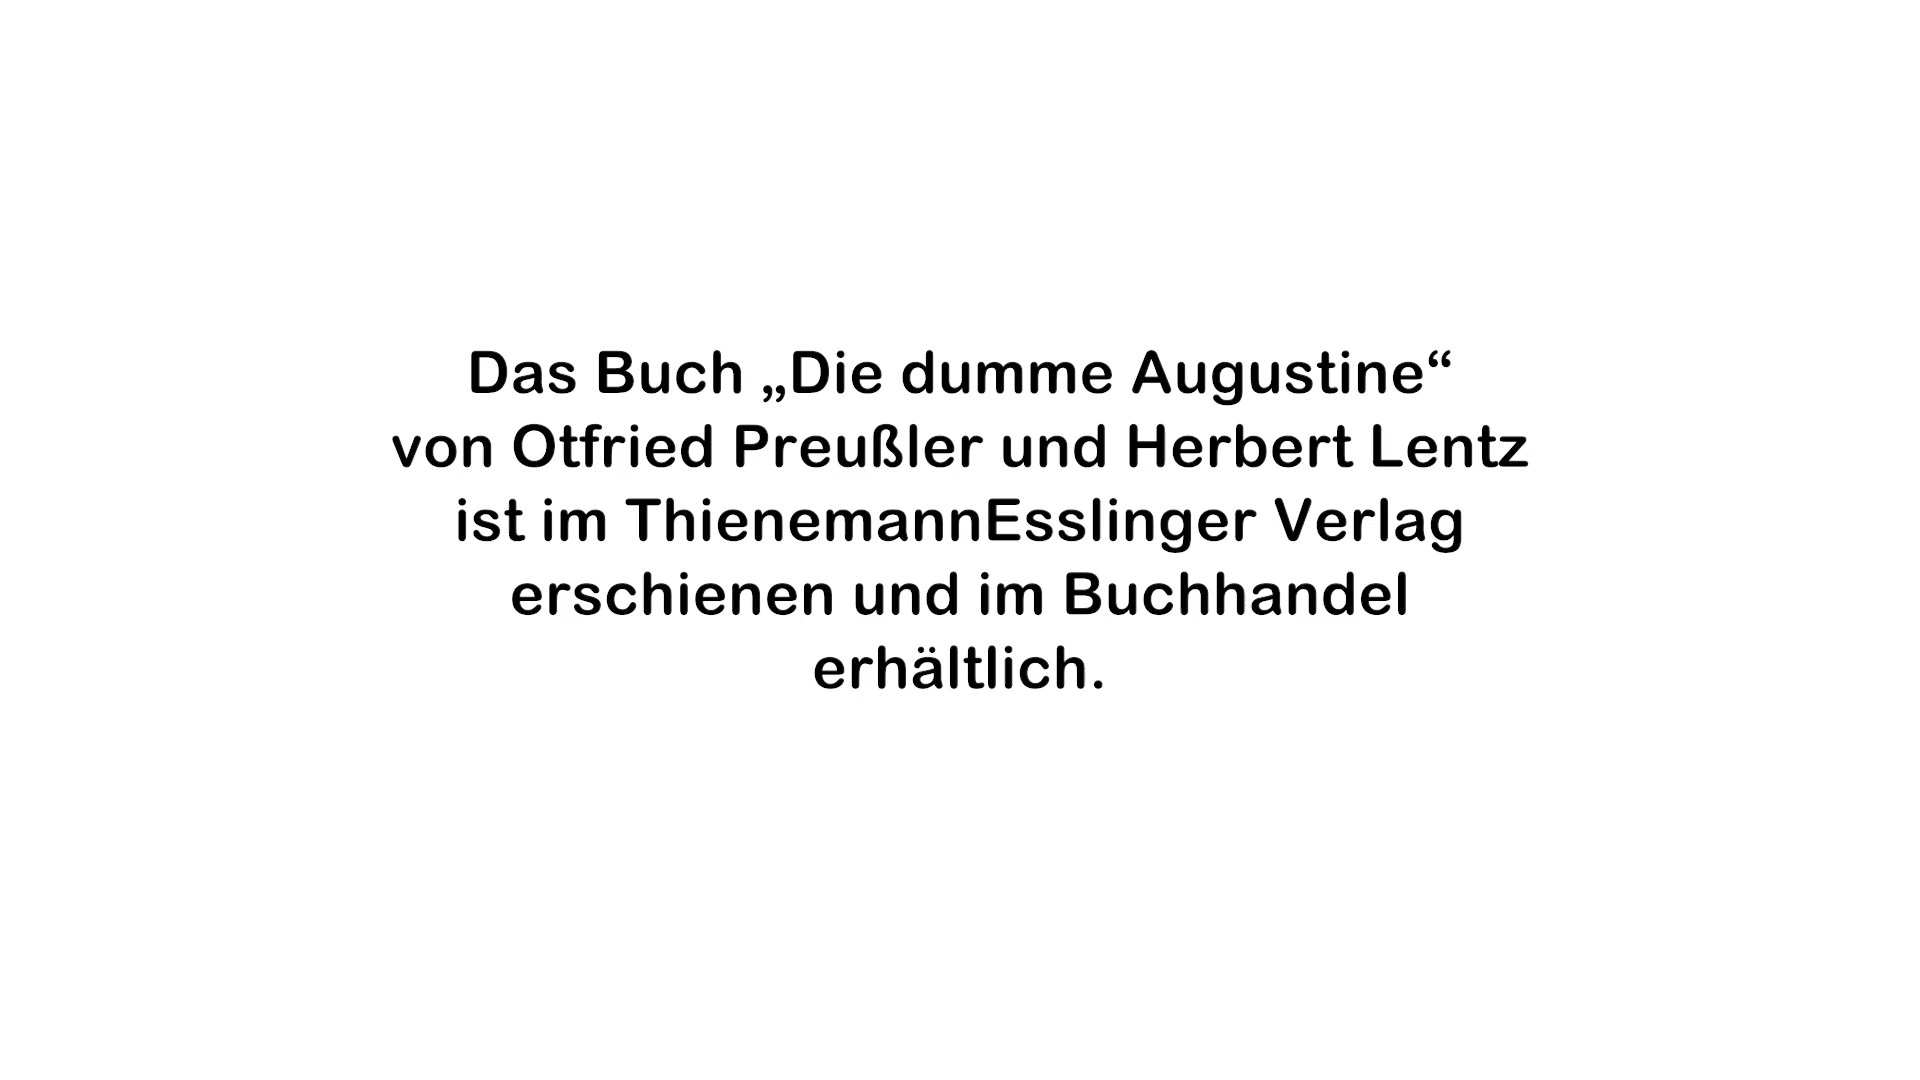 Das Buch „Die dumme Augustine“
von Otfried Preußler und Herbert Lentz
ist im ThienemannEsslinger Verlag
erschienen und im Buchhandel
erhältlich.